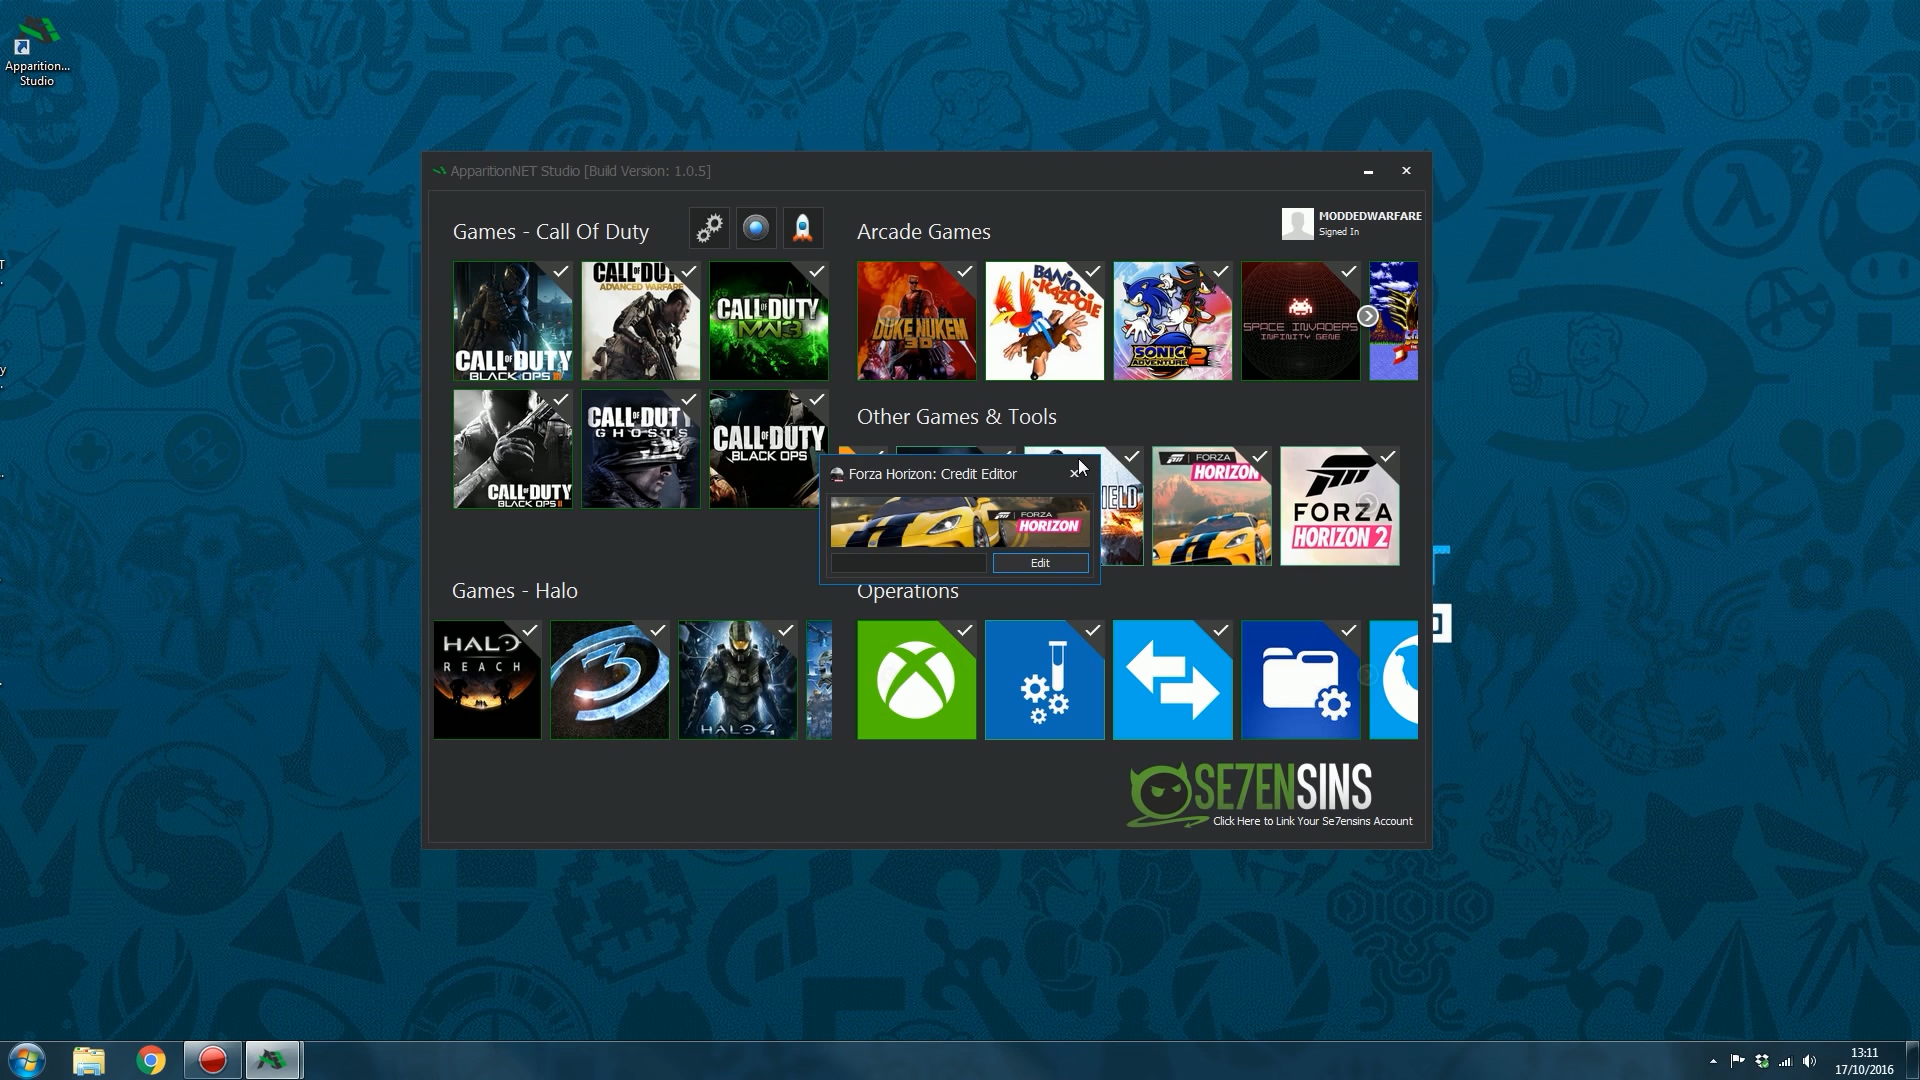 Apparition...
Studio
ApparitionNET Studio [Build Version: 1.0.5]
Games - Call Of Duty
Arcade Games
MODDEDWARFARE
Signed In
CALL OF DUTY
BLACK OPS III
CALL OF DUTY
ADVANCED WARFARE
CALL OF DUTY
MW3
DUKE NUKEM
3D
BANJO-
KAZOOIE
SONIC
ADVENTURE 2
SPACE INVADERS
INFINITY GENE
CALL OF DUTY
BLACK OPS II
CALL OF DUTY
GHOSTS
CALL OF DUTY
BLACK OPS
Other Games & Tools
Forza Horizon: Credit Editor
FORZA
HORIZON
Edit
IELD
FORZA
HORIZON
FORZA
HORIZON 2
Games - Halo
Operations
HALO
REACH
3
HALO 4
SE7ENSINS
Click Here to Link Your Se7ensins Account
13:11
17/10/2016